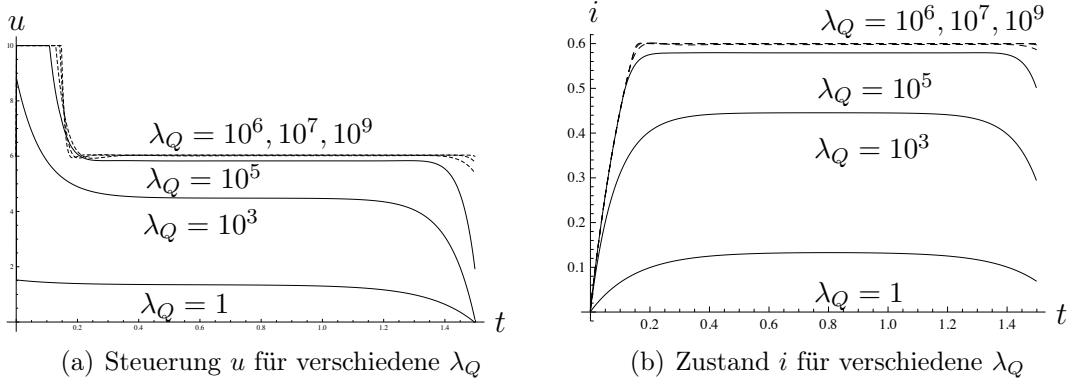 u
10
8
6
4
2
0.2
0.4
0.6
0.8
1.0
1.2
1.4
t
λ_Q = 10^6, 10^7, 10^9
λ_Q = 10^5
λ_Q = 10^3
λ_Q = 1
(a) Steuerung u für verschiedene λ_Q
i
0.6
0.5
0.4
0.3
0.2
0.1
0.2
0.4
0.6
0.8
1.0
1.2
1.4
t
λ_Q = 10^6, 10^7, 10^9
λ_Q = 10^5
λ_Q = 10^3
λ_Q = 1
(b) Zustand i für verschiedene λ_Q